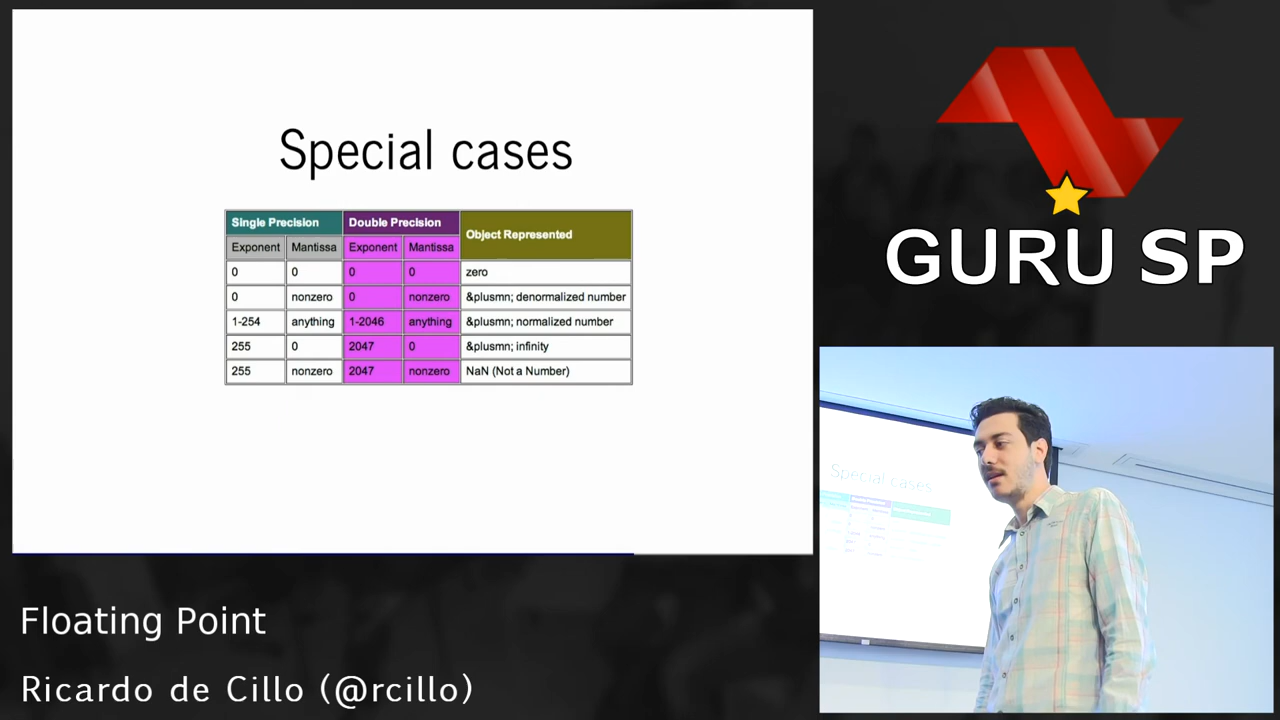 Special cases
Single Precision Double Precision Object Represented
Exponent Mantissa Exponent Mantissa
0 0 0 0 zero
0 nonzero 0 nonzero &plusmn; denormalized number
1-254 anything 1-2046 anything &plusmn; normalized number
255 0 2047 0 &plusmn; infinity
255 nonzero 2047 nonzero NaN (Not a Number)
GURU SP
Special cases
Floating Point
Ricardo de Cillo (@rcillo)